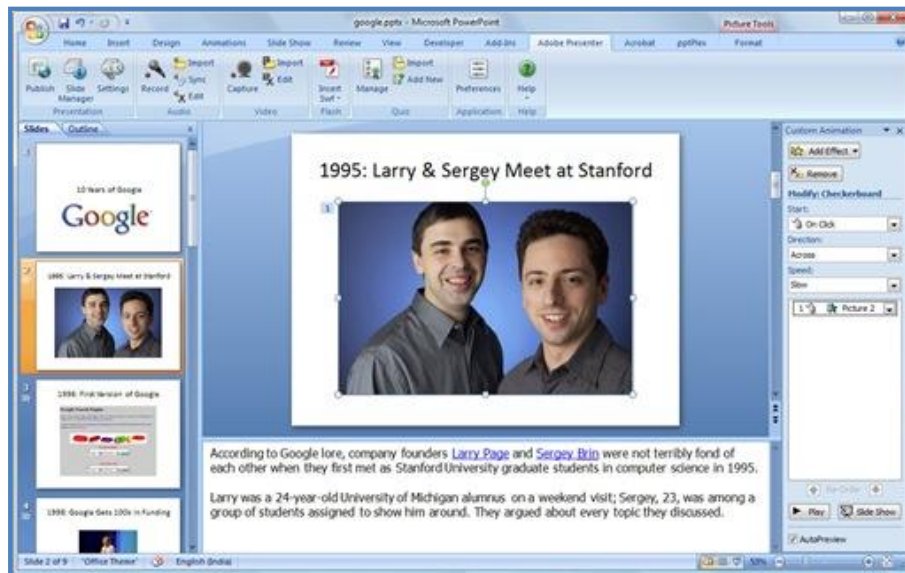 google.pptx - Microsoft PowerPoint
Picture Tools
Home Insert Design Animations Slide Show Review View Developer Add-Ins Adobe Presenter Acrobat pptPlex Format
Publish Slide Manager Settings Record Import Sync Edit Capture Import Edit Insert Swf Manage Import Add New Preferences Help
Presentation Audio Video Flash Quiz Application Help
Slides Outline
1
10 Years of Google
Google
2
1995: Larry & Sergey Meet at Stanford
3
1996: First Version of Google
4
1998: Google Gets 100k in Funding
1995: Larry & Sergey Meet at Stanford
1
According to Google lore, company founders Larry Page and Sergey Brin were not terribly fond of
each other when they first met as Stanford University graduate students in computer science in 1995.
Larry was a 24-year-old University of Michigan alumnus on a weekend visit; Sergey, 23, was among a
group of students assigned to show him around. They argued about every topic they discussed.
Custom Animation
Add Effect
Remove
Modify: Checkerboard
Start:
On Click
Direction:
Across
Speed:
Slow
1 Picture 2
Re-Order
Play Slide Show
AutoPreview
Slide 2 of 9 "Office Theme" English (India) 53%